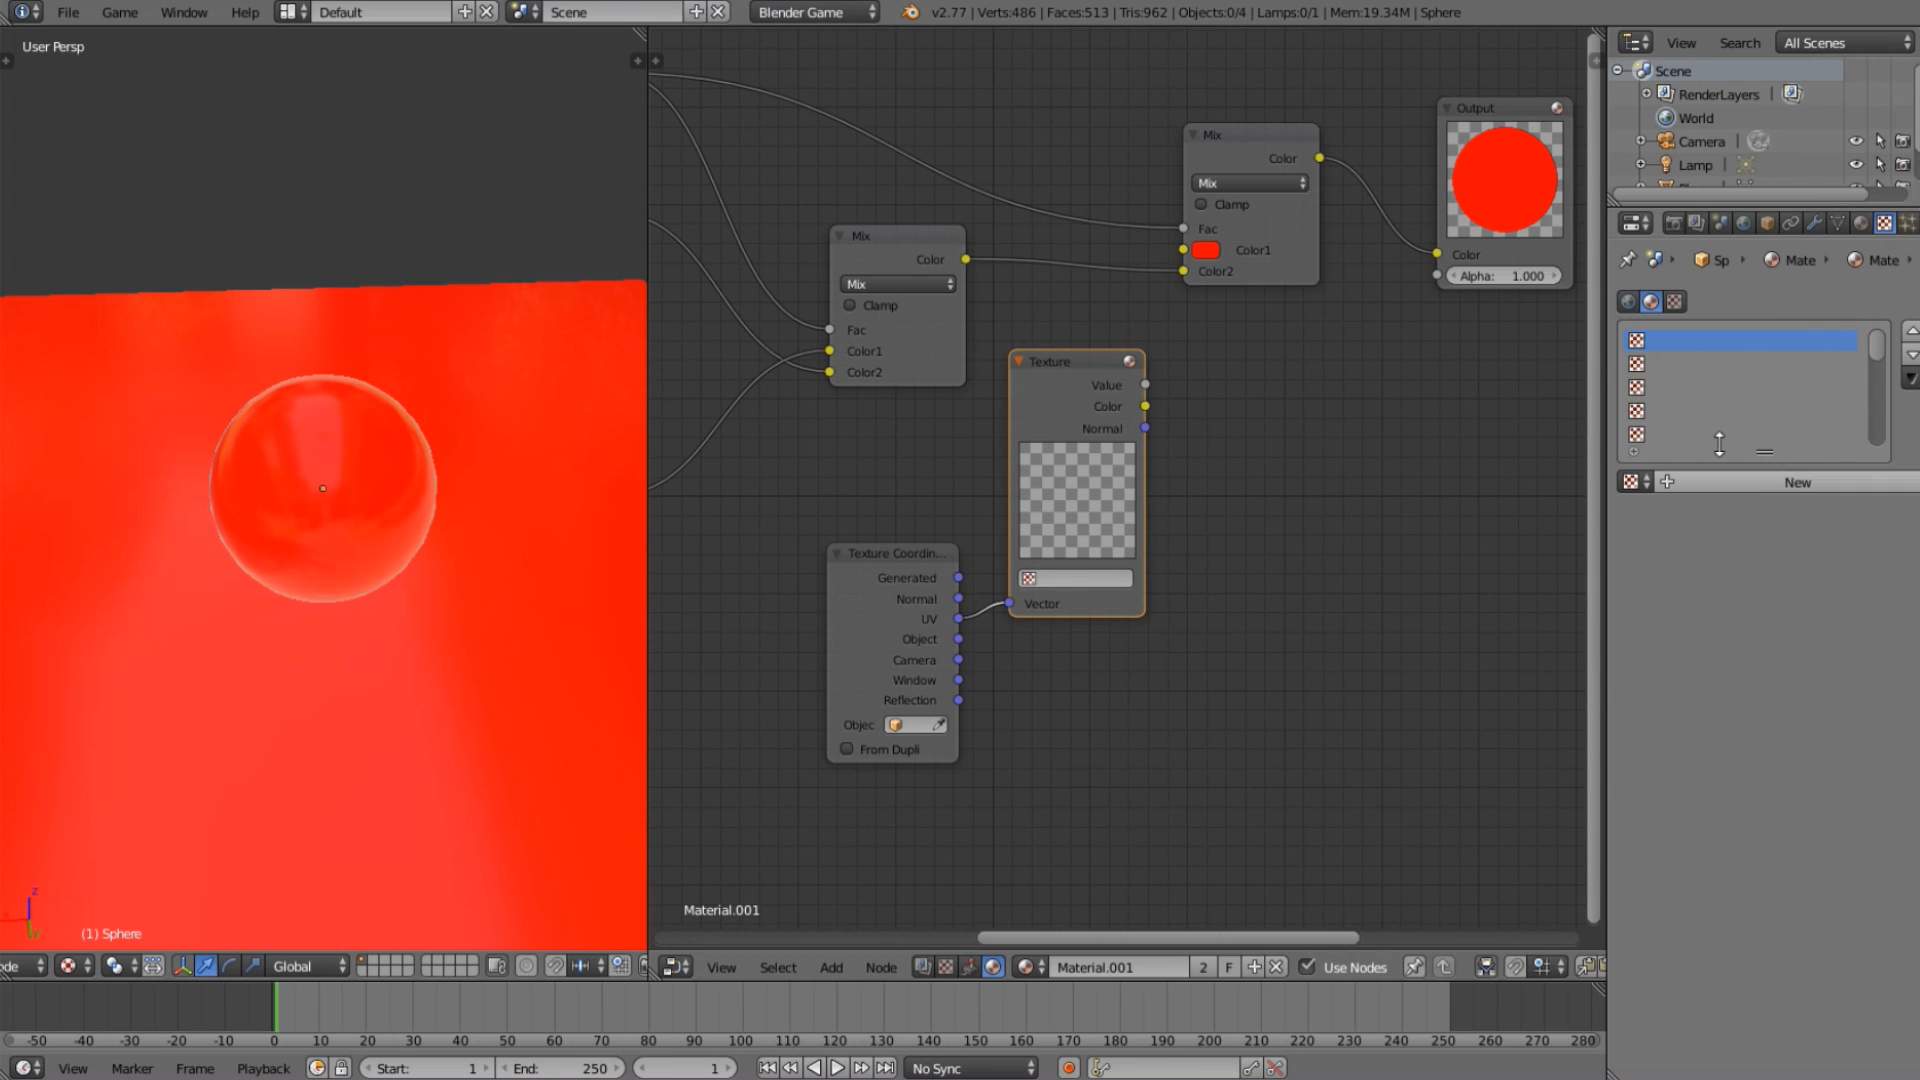 File Game Window Help Default Scene Blender Game v2.77 | Verts:486 | Faces:513 | Tris:962 | Objects:0/4 | Lamps:0/1 | Mem:19.34M | Sphere
User Persp
(1) Sphere
Mix
Color
Mix
Clamp
Fac
Color1
Color2
Mix
Color
Mix
Clamp
Fac
Color1
Color2
Output
Color
Alpha: 1.000
Texture
Value
Color
Normal
Vector
Texture Coordin...
Generated
Normal
UV
Object
Camera
Window
Reflection
Objec
From Dupli
Material.001
View Search All Scenes
Scene
RenderLayers |
World
Camera |
Lamp |
Sp Mate Mate
New
de Global
View Select Add Node Material.001 2 F Use Nodes
-50 -40 -30 -20 -10 0 10 20 30 40 50 60 70 80 90 100 110 120 130 140 150 160 170 180 190 200 210 220 230 240 250 260 270 280
View Marker Frame Playback Start: 1 End: 250 1 No Sync